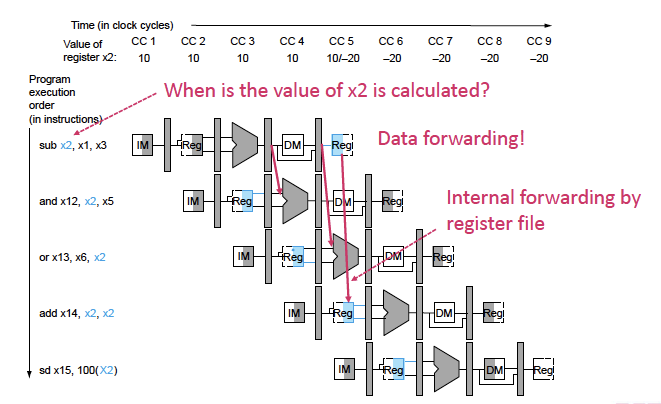 Time (in clock cycles)
Value of register x2:
CC 1 CC 2 CC 3 CC 4 CC 5 CC 6 CC 7 CC 8 CC 9
10 10 10 10 10/–20 –20 –20 –20 –20
Program
execution
order
(in instructions)
When is the value of x2 is calculated?
sub x2, x1, x3
IM Reg DM Reg
Data forwarding!
and x12, x2, x5
IM Reg DM Reg
Internal forwarding by
register file
or x13, x6, x2
IM Reg DM Reg
add x14, x2, x2
IM Reg DM Reg
sd x15, 100(X2)
IM Reg DM Reg